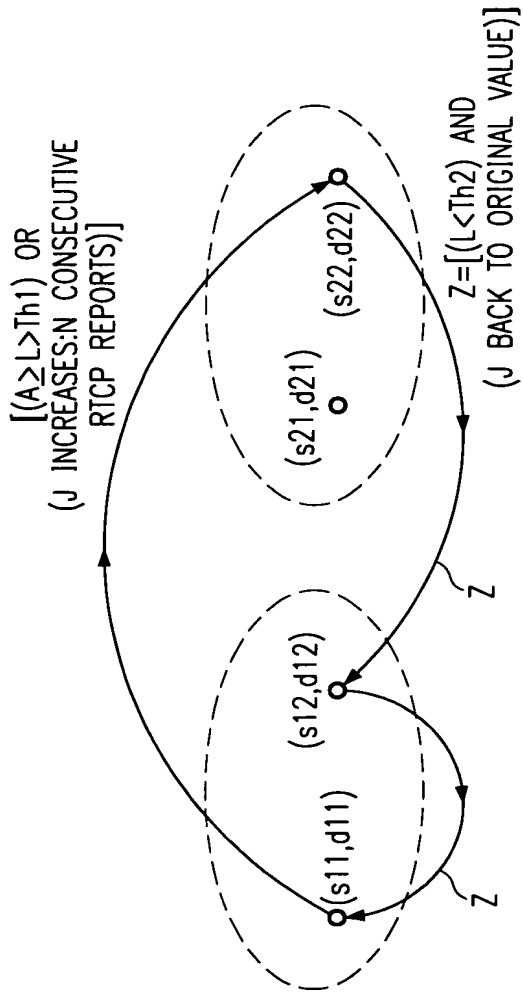 [(A≥L>Th1) OR
(J INCREASES:N CONSECUTIVE
RTCP REPORTS)]
(s11,d11)
(s12,d12)
(s21,d21)
(s22,d22)
Z
Z
Z=[(L<Th2) AND
(J BACK TO ORIGINAL VALUE)]